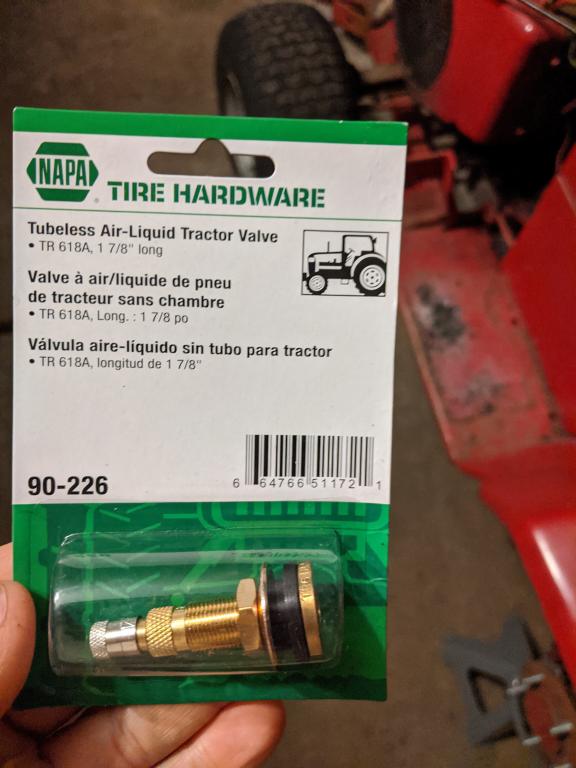 NAPA
TIRE HARDWARE
Tubeless Air-Liquid Tractor Valve
• TR 618A, 1 7/8" long
Valve à air/liquide de pneu
de tracteur sans chambre
• TR 618A, Long. : 1 7/8 po
Válvula aire-líquido sin tubo para tractor
• TR 618A, longitud de 1 7/8"
90-226
6 64766 51172 1